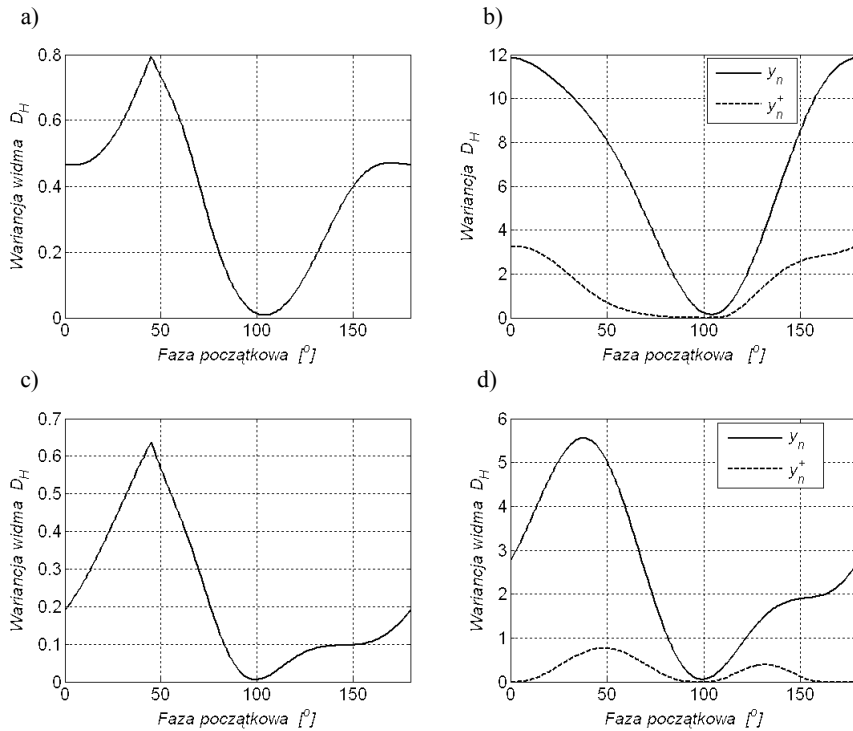 a)
0.8
0.6
0.4
0.2
0
0
50
100
150
Wariancja widma D_H
Faza początkowa [°]
b)
12
10
8
6
4
2
0
0
50
100
150
Wariancja D_H
Faza początkowa [°]
y_n
y_n^+
c)
0.7
0.6
0.5
0.4
0.3
0.2
0.1
0
0
50
100
150
Wariancja widma D_H
Faza początkowa [°]
d)
6
5
4
3
2
1
0
0
50
100
150
Wariancja widma D_H
Faza początkowa [°]
y_n
y_n^+